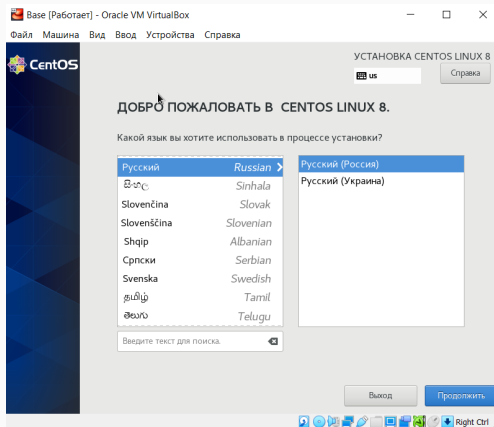 Base [Работает] - Oracle VM VirtualBox
Файл Машина Вид Ввод Устройства Справка
CentOS
УСТАНОВКА CENTOS LINUX 8
us
Справка
ДОБРО ПОЖАЛОВАТЬ В CENTOS LINUX 8.
Какой язык вы хотите использовать в процессе установки?
Русский Russian
සිංහල Sinhala
Slovenčina Slovak
Slovenščina Slovenian
Shqip Albanian
Српски Serbian
Svenska Swedish
தமிழ் Tamil
తెలుగు Telugu
Русский (Россия)
Русский (Украина)
Введите текст для поиска.
Выход
Продолжить
Right Ctrl